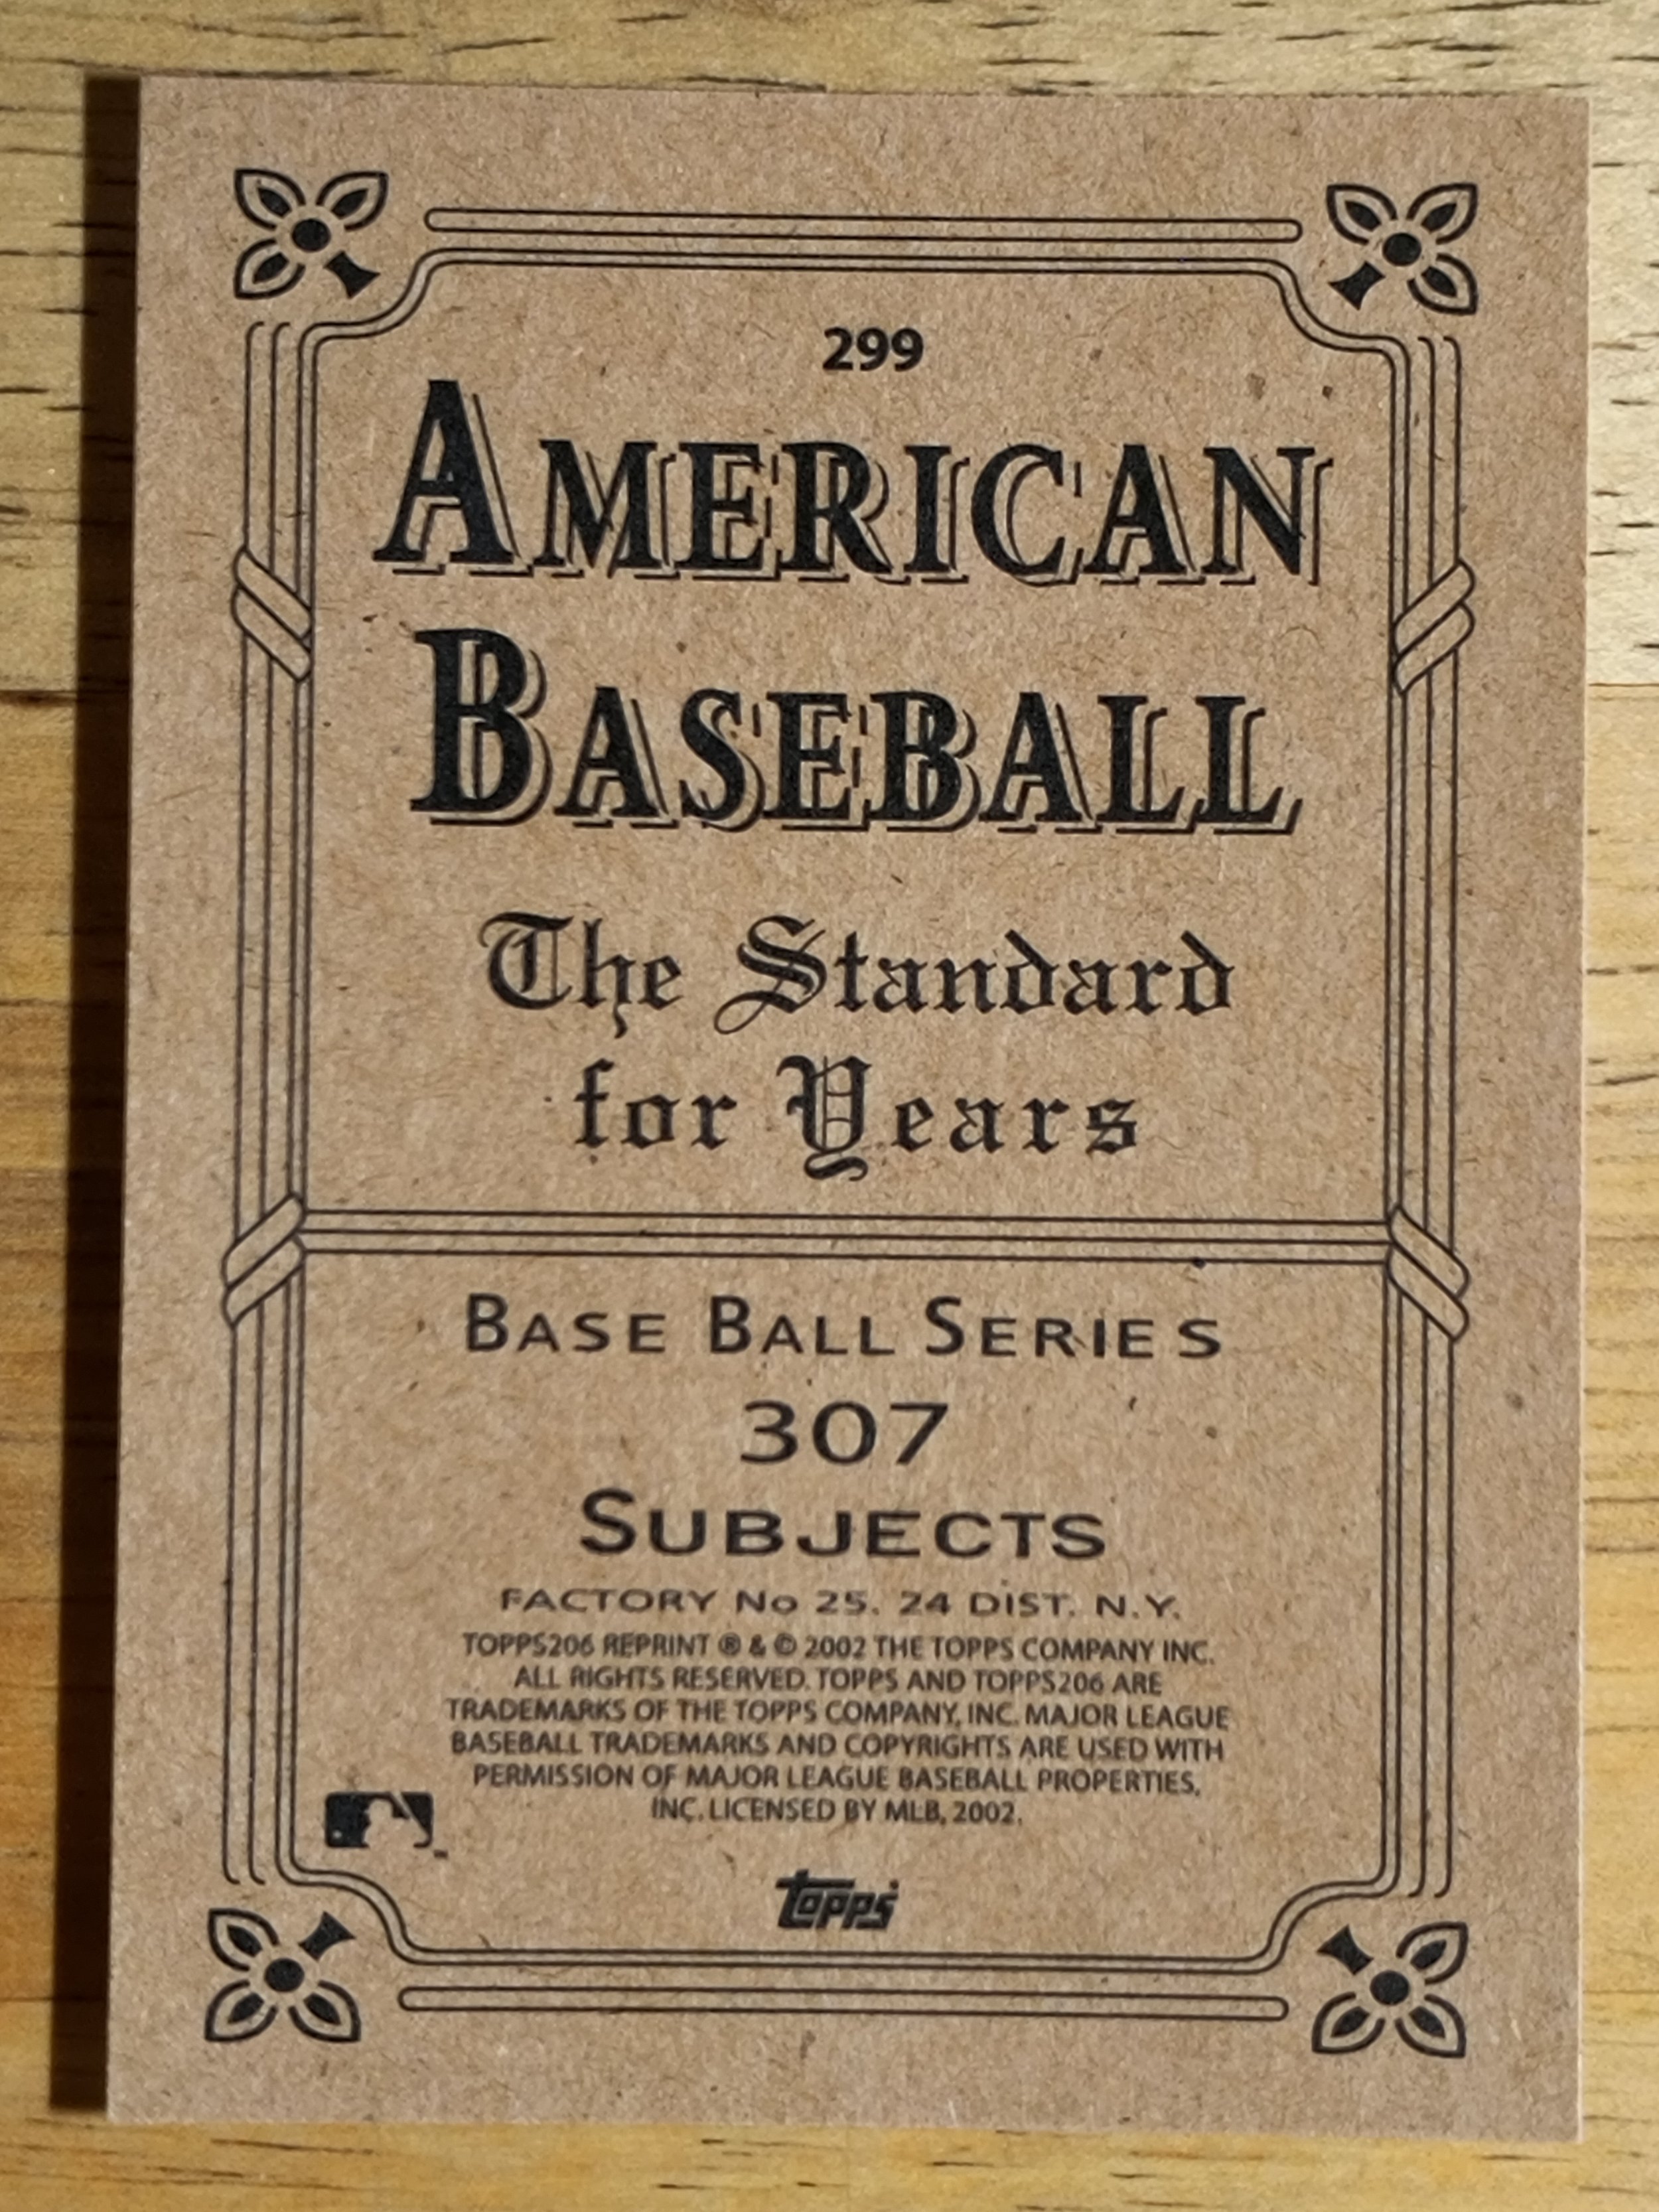 299
AMERICAN
BASEBALL
The Standard
for Years
BASE BALL SERIES
307
SUBJECTS
FACTORY No 25. 24 DIST. N.Y.
TOPPS206 REPRINT ® & © 2002 THE TOPPS COMPANY INC.
ALL RIGHTS RESERVED. TOPPS AND TOPPS206 ARE
TRADEMARKS OF THE TOPPS COMPANY, INC. MAJOR LEAGUE
BASEBALL TRADEMARKS AND COPYRIGHTS ARE USED WITH
PERMISSION OF MAJOR LEAGUE BASEBALL PROPERTIES,
INC. LICENSED BY MLB, 2002.
topps